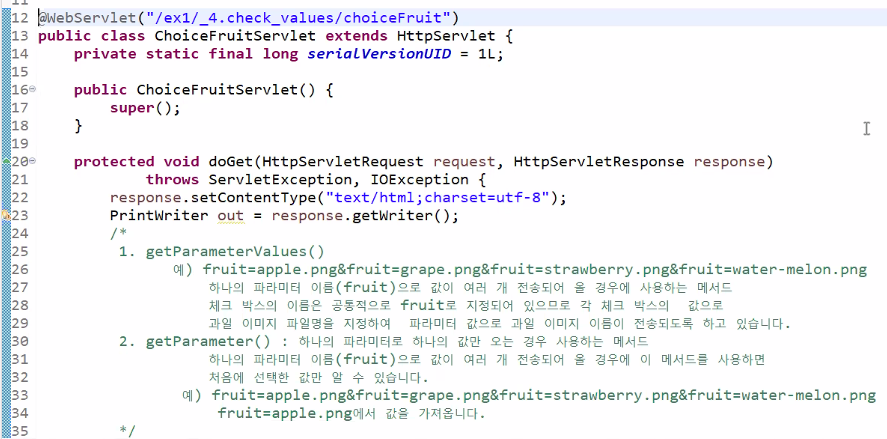 11
12 @WebServlet("/ex1/_4.check_values/choiceFruit")
13 public class ChoiceFruitServlet extends HttpServlet {
14 private static final long serialVersionUID = 1L;
15
16 public ChoiceFruitServlet() {
17 super();
18 }
19
20 protected void doGet(HttpServletRequest request, HttpServletResponse response)
21 throws ServletException, IOException {
22 response.setContentType("text/html;charset=utf-8");
23 PrintWriter out = response.getWriter();
24 /*
25 1. getParameterValues()
26 예) fruit=apple.png&fruit=grape.png&fruit=strawberry.png&fruit=water-melon.png
27 하나의 파라미터 이름(fruit)으로 값이 여러 개 전송되어 올 경우에 사용하는 메서드
28 체크 박스의 이름은 공통적으로 fruit로 지정되어 있으므로 각 체크 박스의 값으로
29 과일 이미지 파일명을 지정하여 파라미터 값으로 과일 이미지 이름이 전송되도록 하고 있습니다.
30 2. getParameter() : 하나의 파라미터로 하나의 값만 오는 경우 사용하는 메서드
31 하나의 파라미터 이름(fruit)으로 값이 여러 개 전송되어 올 경우에 이 메서드를 사용하면
32 처음에 선택한 값만 알 수 있습니다.
33 예) fruit=apple.png&fruit=grape.png&fruit=strawberry.png&fruit=water-melon.png
34 fruit=apple.png에서 값을 가져옵니다.
35 */